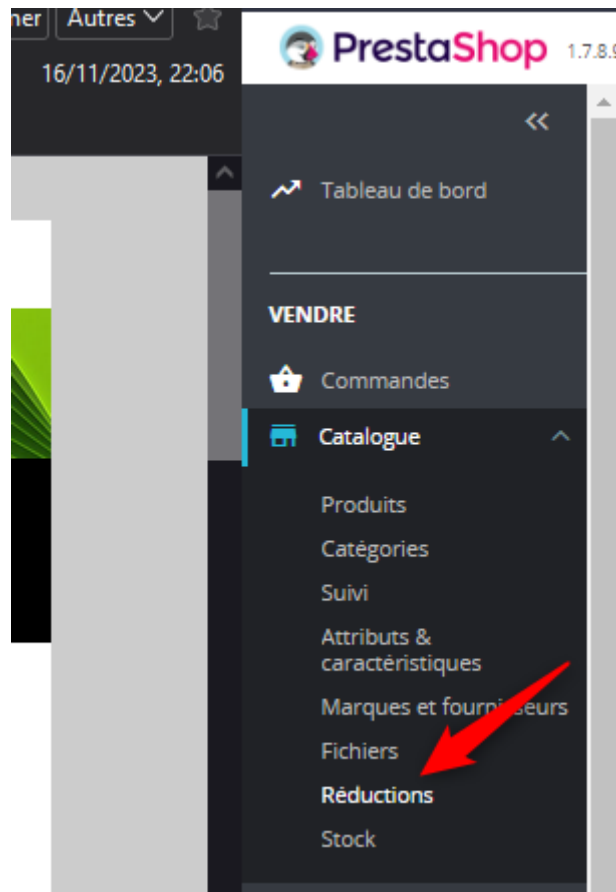 Autres
16/11/2023, 22:06
PrestaShop 1.7.8.9
Tableau de bord
VENDRE
Commandes
Catalogue
Produits
Catégories
Suivi
Attributs &
caractéristiques
Marques et fournisseurs
Fichiers
Réductions
Stock